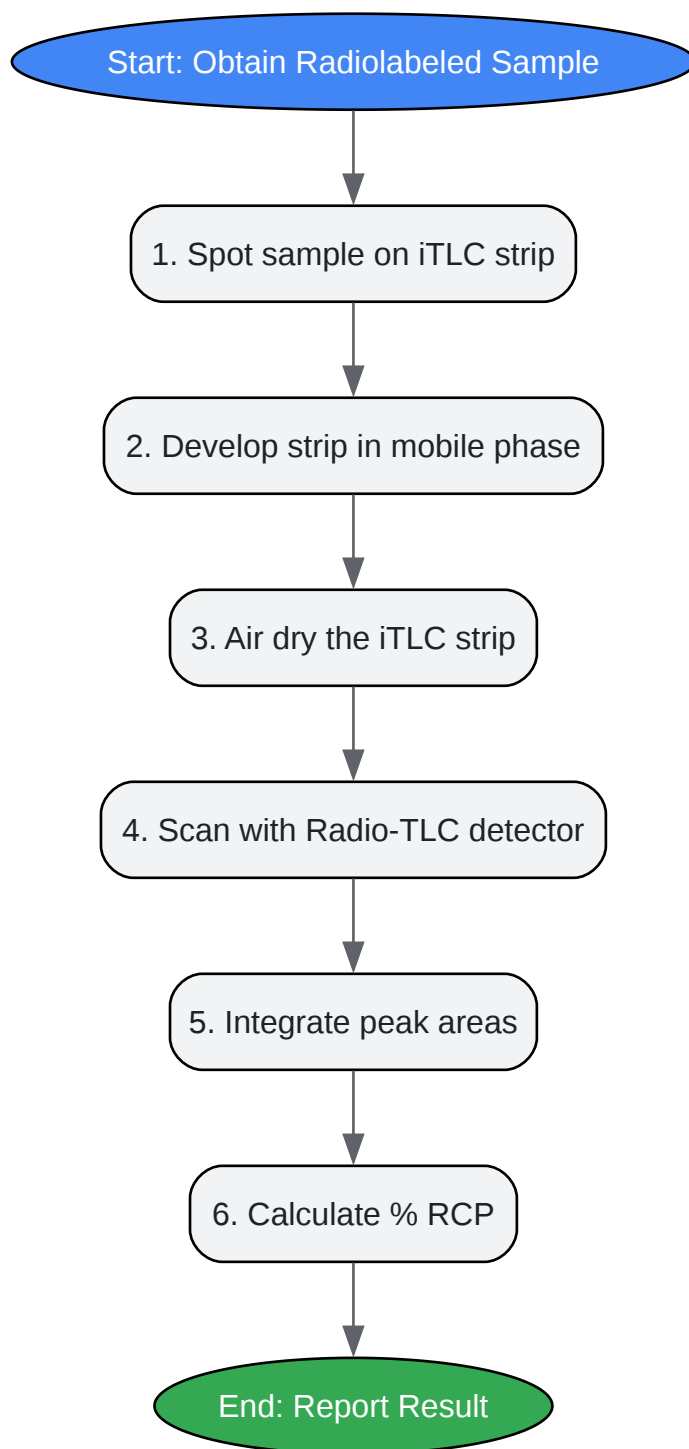 Start: Obtain Radiolabeled Sample
1. Spot sample on iTLC strip
2. Develop strip in mobile phase
3. Air dry the iTLC strip
4. Scan with Radio-TLC detector
5. Integrate peak areas
6. Calculate % RCP
End: Report Result